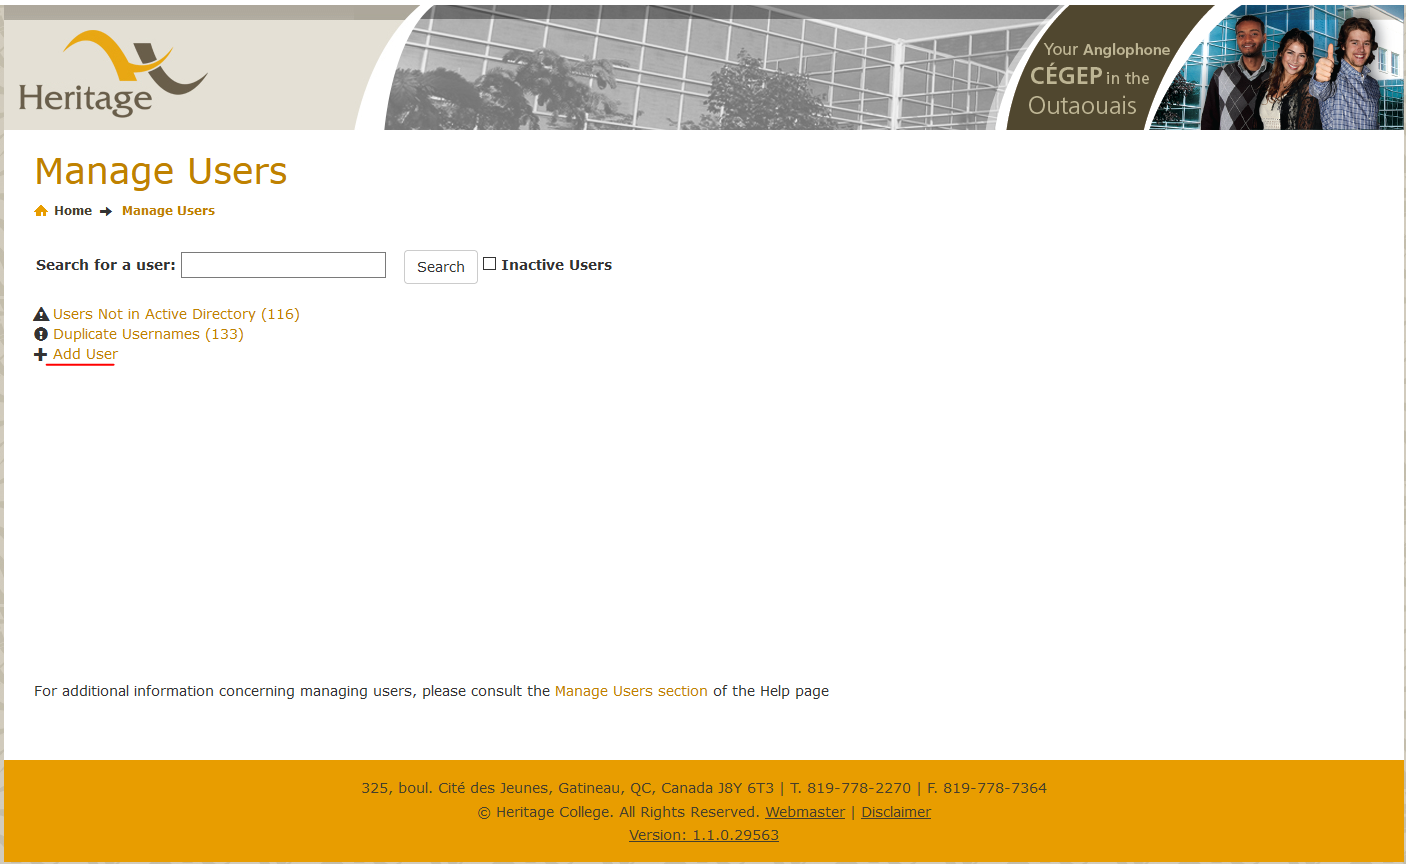 Heritage
Your Anglophone
CÉGEP in the
Outaouais
Manage Users
Home Manage Users
Search for a user: Search Inactive Users
Users Not in Active Directory (116)
Duplicate Usernames (133)
Add User
For additional information concerning managing users, please consult the Manage Users section of the Help page
325, boul. Cité des Jeunes, Gatineau, QC, Canada J8Y 6T3 | T. 819-778-2270 | F. 819-778-7364
© Heritage College. All Rights Reserved. Webmaster | Disclaimer
Version: 1.1.0.29563